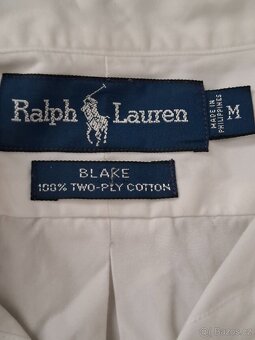 Ralph Lauren
MADE IN
PHILIPPINES
M
BLAKE
100% TWO-PLY COTTON